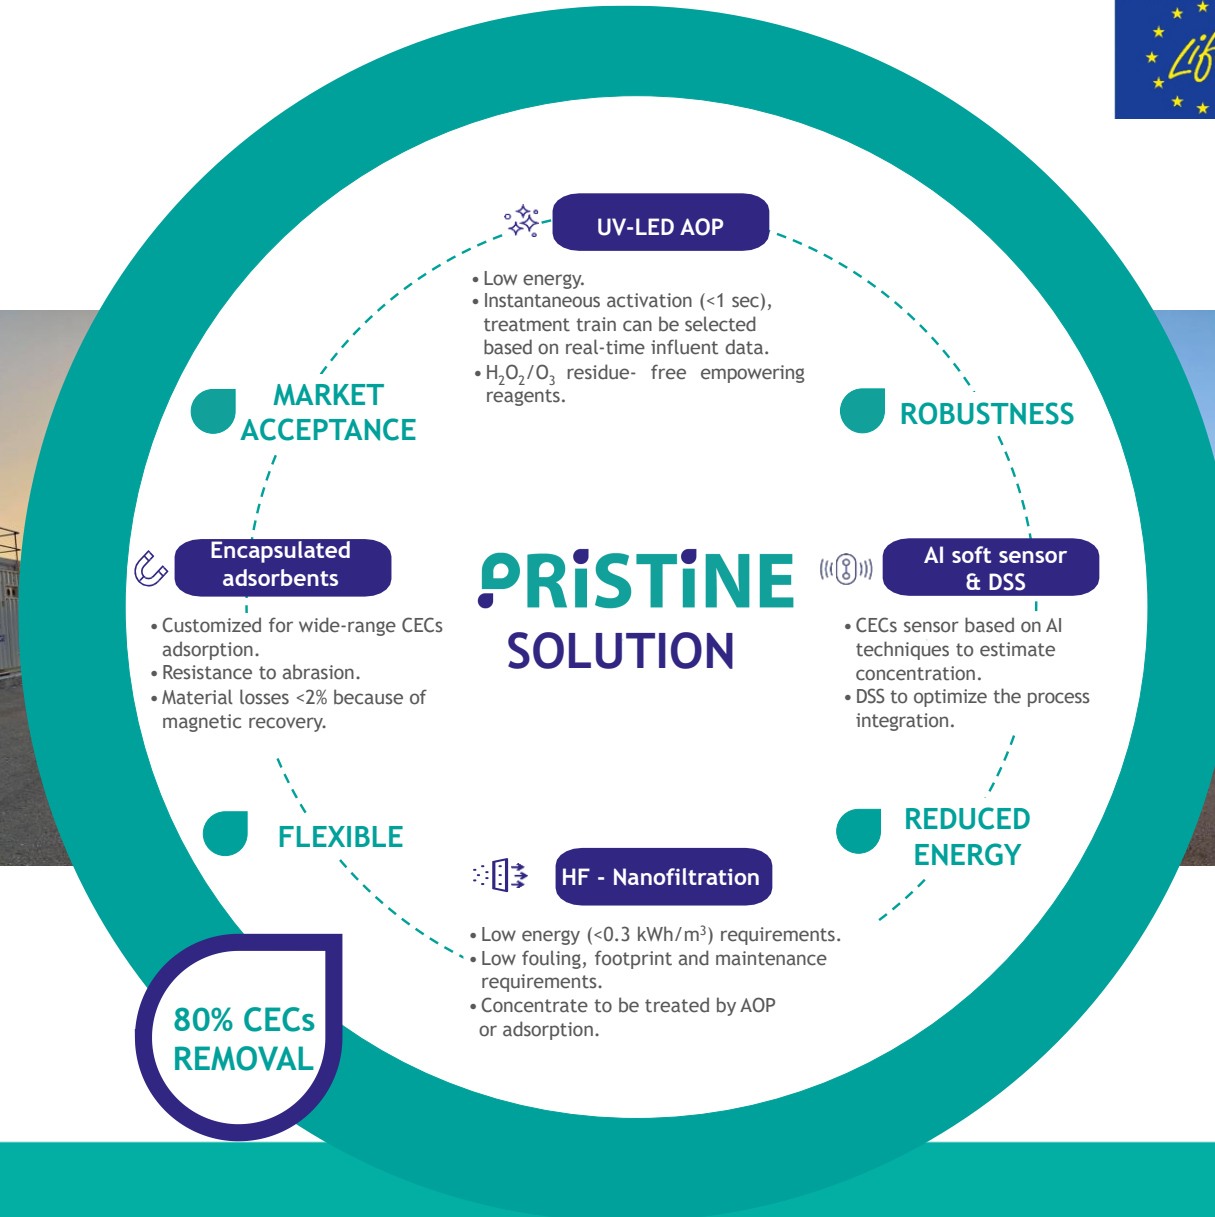 Lif
UV-LED AOP
• Low energy.
• Instantaneous activation (<1 sec),
treatment train can be selected
based on real-time influent data.
• H₂O₂/O₃ residue- free empowering
reagents.
MARKET
ACCEPTANCE
ROBUSTNESS
Encapsulated
adsorbents
• Customized for wide-range CECs
adsorption.
• Resistance to abrasion.
• Material losses <2% because of
magnetic recovery.
PRiSTiNE
SOLUTION
AI soft sensor
& DSS
• CECs sensor based on AI
techniques to estimate
concentration.
• DSS to optimize the process
integration.
FLEXIBLE
REDUCED
ENERGY
HF - Nanofiltration
• Low energy (<0.3 kWh/m³) requirements.
• Low fouling, footprint and maintenance
requirements.
• Concentrate to be treated by AOP
or adsorption.
80% CECs
REMOVAL